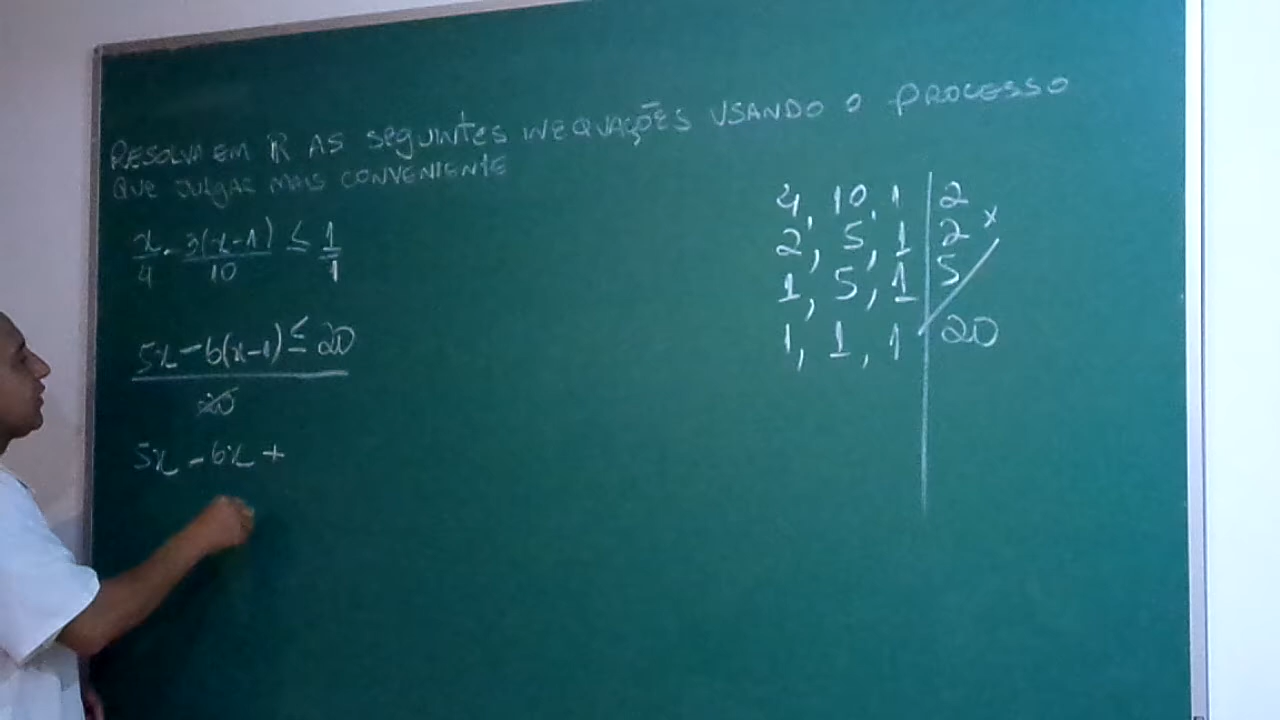 RESOLVA EM R AS SEGUINTES INEQUAÇÕES USANDO O PROCESSO
QUE JULGAR MAIS CONVENIENTE
x/4 - 3(x-1)/10 ≤ 1/1
5x - 6(x-1) ≤ 20
20
5x - 6x +
4, 10, 1 | 2
2, 5, 1 | 2 x
1, 5, 1 | 5
1, 1, 1 | 20